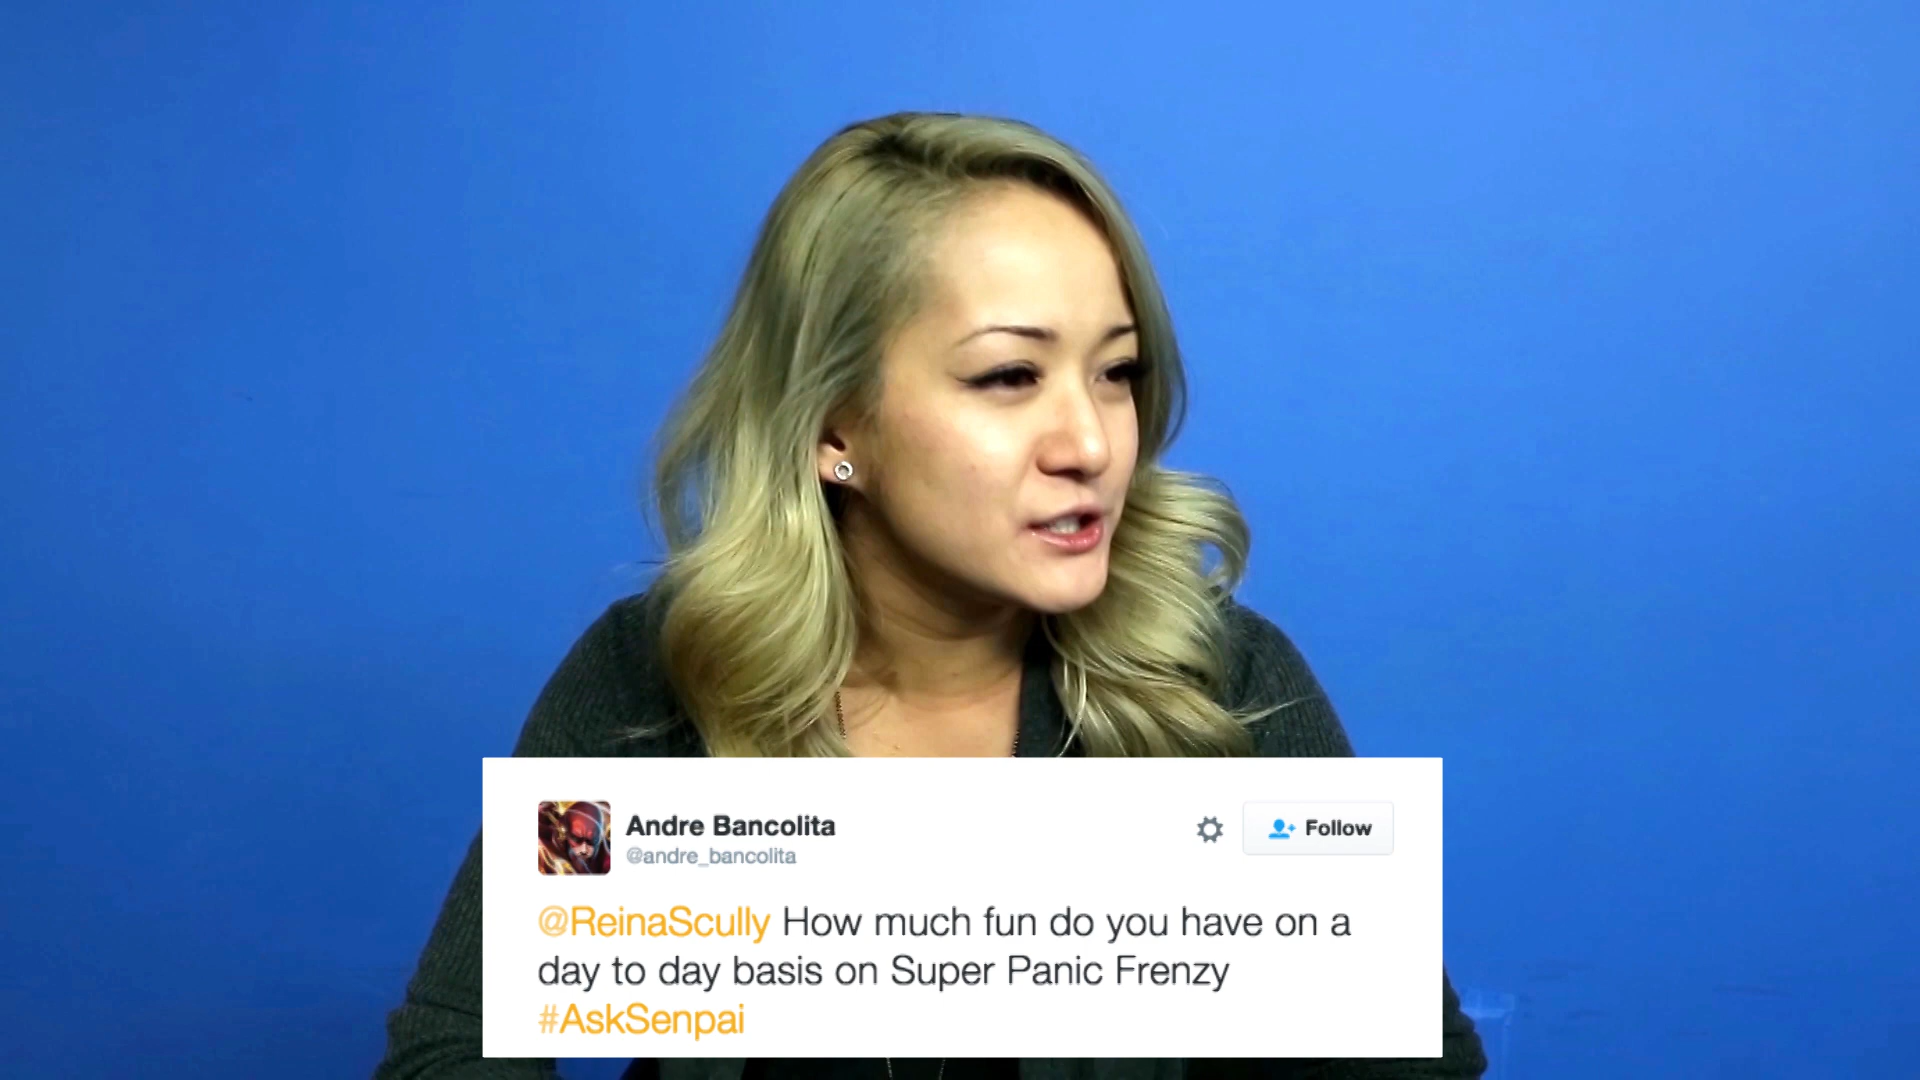 Andre Bancolita
@andre_bancolita
Follow
@ReinaScully How much fun do you have on a
day to day basis on Super Panic Frenzy
#AskSenpai